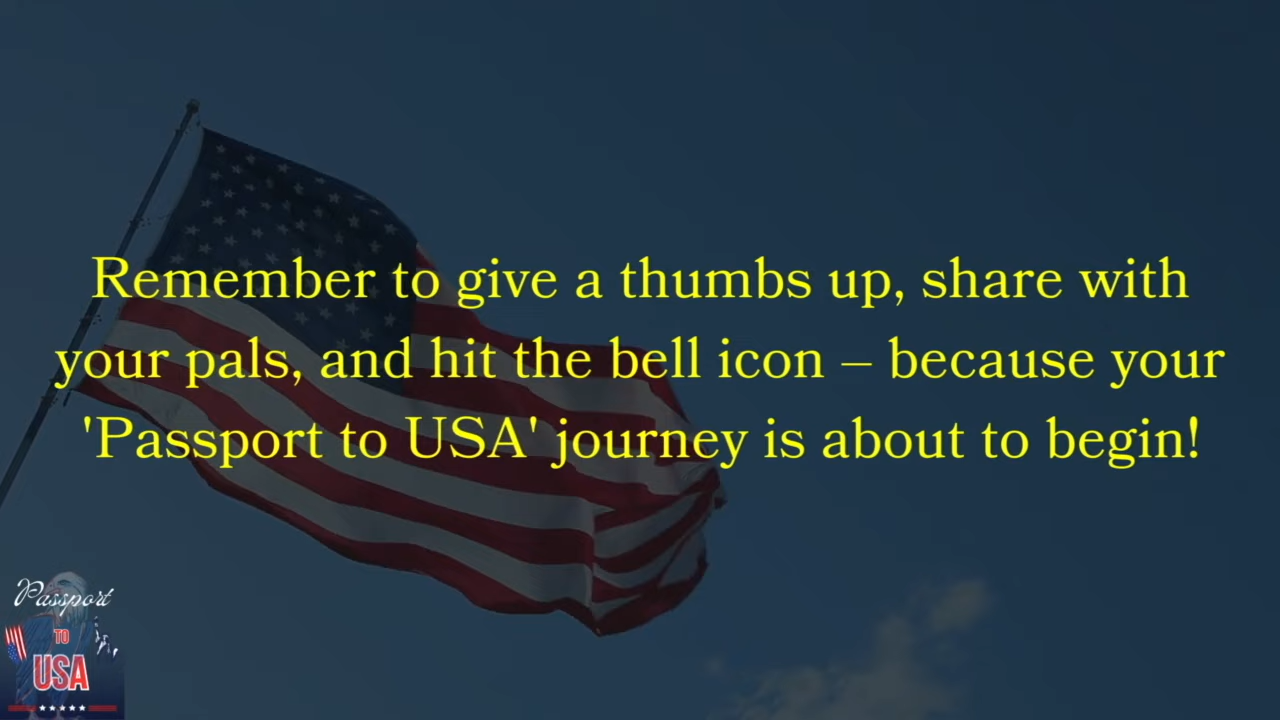 Remember to give a thumbs up, share with
your pals, and hit the bell icon – because your
'Passport to USA' journey is about to begin!
Passport
TO
USA